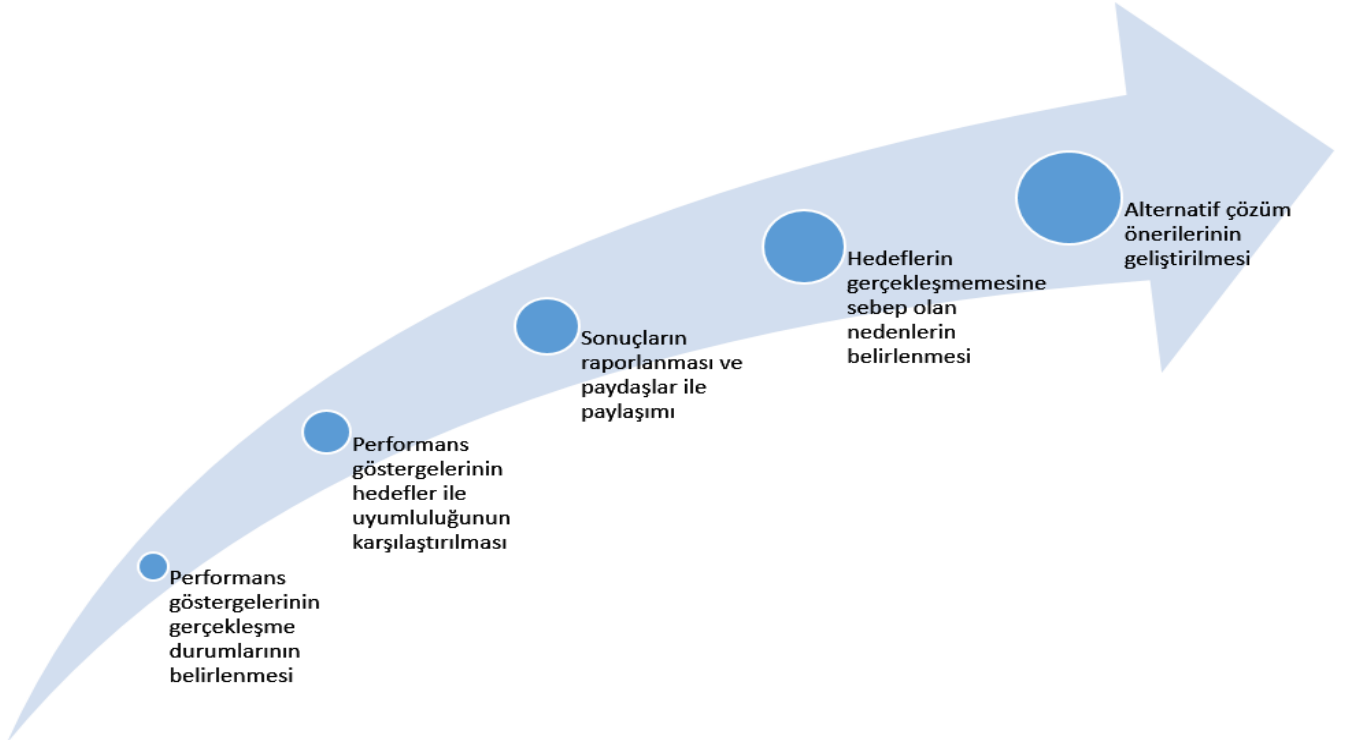 Performans
göstergelerinin
gerçekleşme
durumlarının
belirlenmesi
Performans
göstergelerinin
hedefler ile
uyumluluğunun
karşılaştırılması
Sonuçların
raporlanması ve
paydaşlar ile
paylaşımı
Hedeflerin
gerçekleşmemesine
sebep olan
nedenlerin
belirlenmesi
Alternatif çözüm
önerilerinin
geliştirilmesi